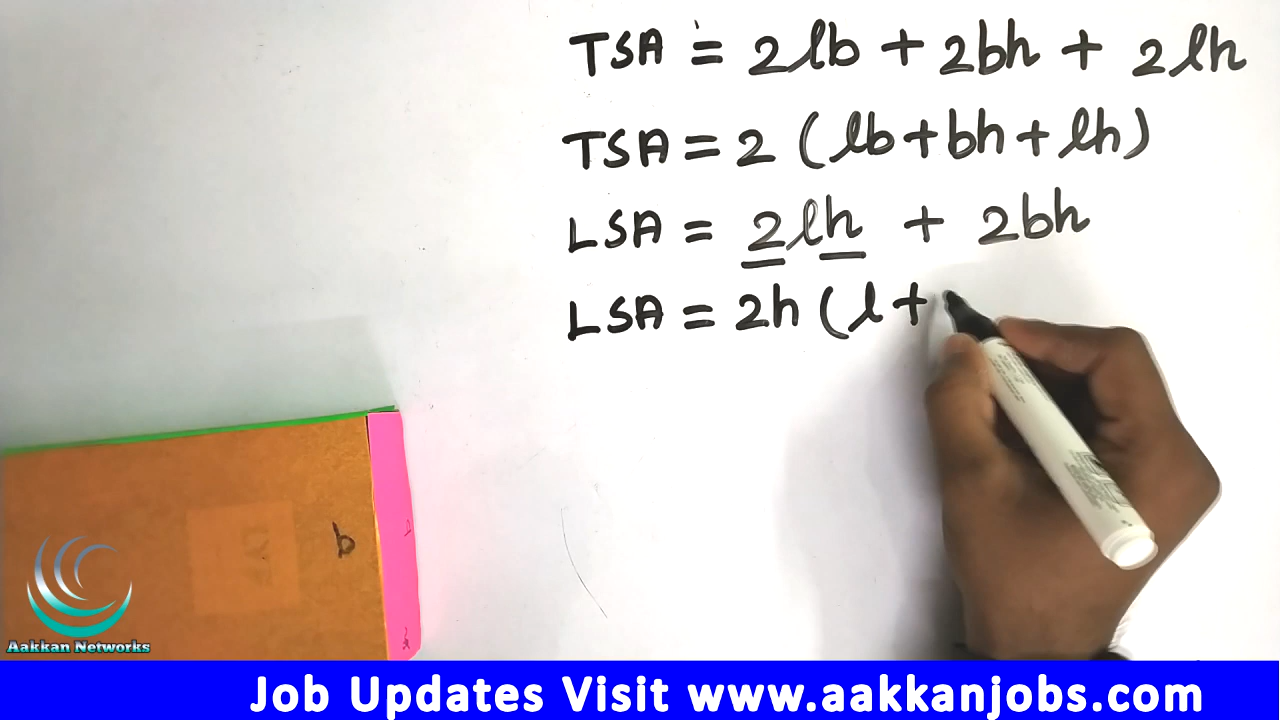 TSA = 2lb + 2bh + 2lh
TSA = 2 (lb + bh + lh)
LSA = 2lh + 2bh
LSA = 2h (l +
b
Aakkan Networks
Job Updates Visit www.aakkanjobs.com